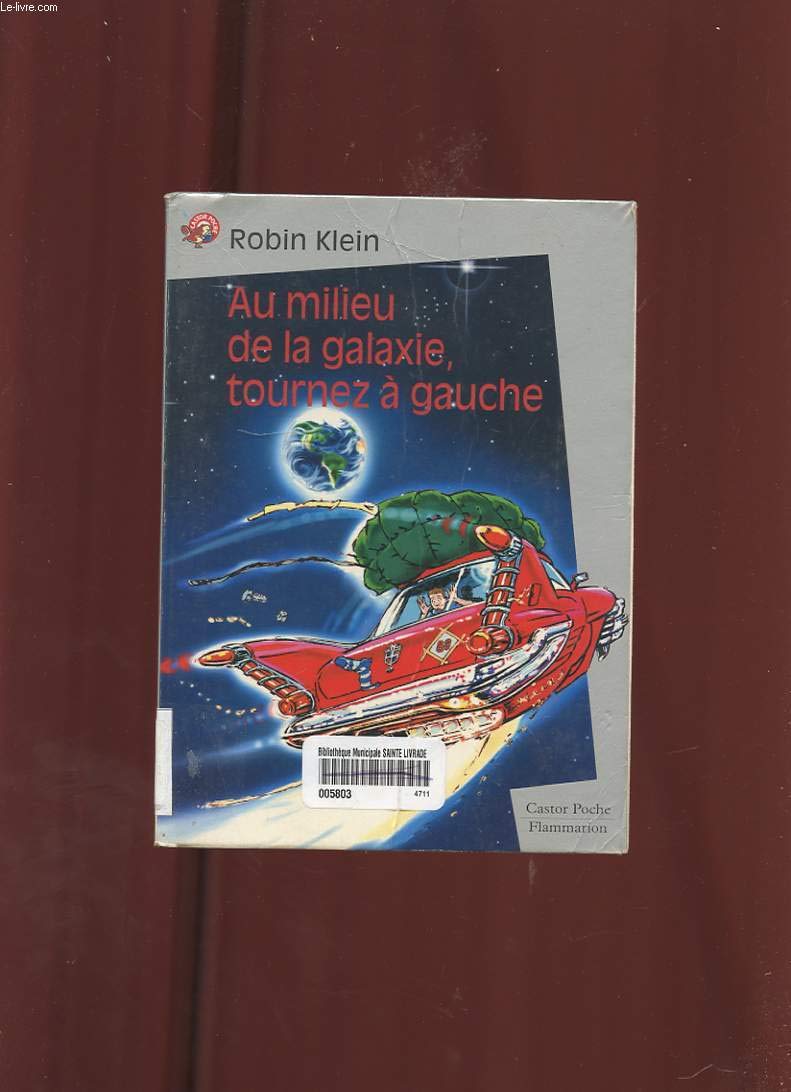 Le-livre.com
CASTOR POCHE
Robin Klein
Au milieu
de la galaxie,
tournez à gauche
Bibliothèque Municipale SAINTE LIVRADE
005803
4711
Castor Poche
Flammarion